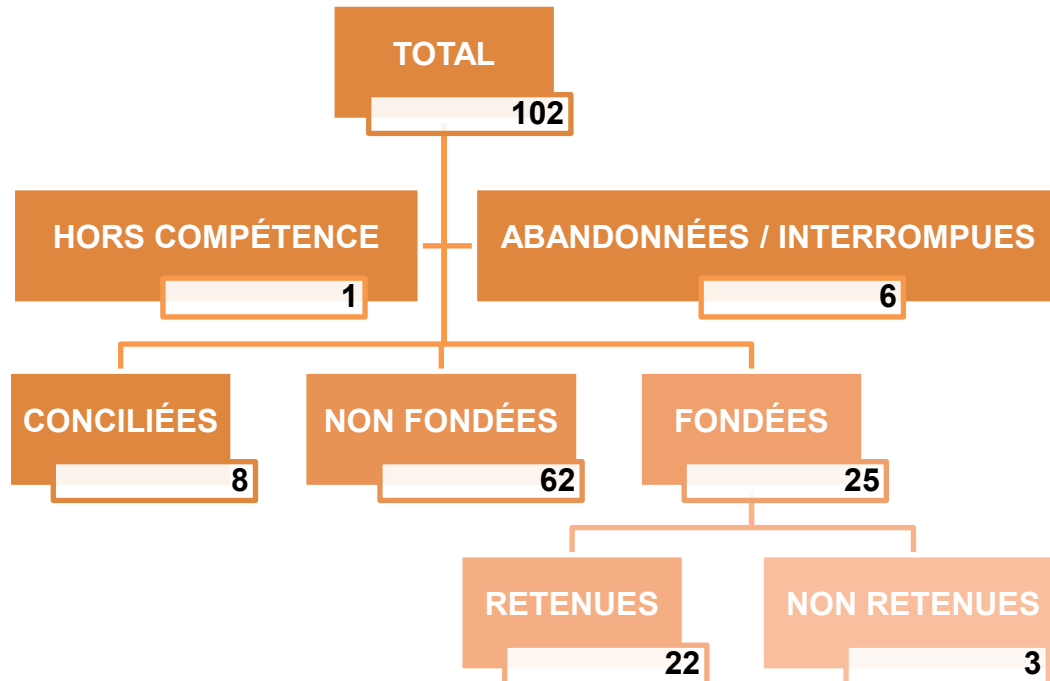 TOTAL
102
HORS COMPÉTENCE
1
ABANDONNÉES / INTERROMPUES
6
CONCILIÉES
8
NON FONDÉES
62
FONDÉES
25
RETENUES
22
NON RETENUES
3